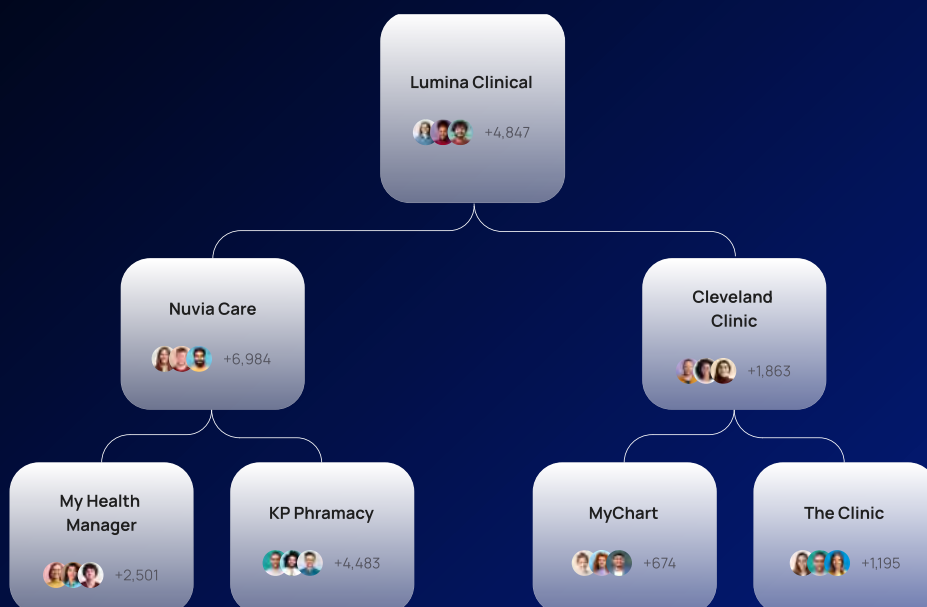 Lumina Clinical
+4,847
Nuvia Care
+6,984
Cleveland
Clinic
+1,863
My Health
Manager
+2,501
KP Phramacy
+4,483
MyChart
+674
The Clinic
+1,195